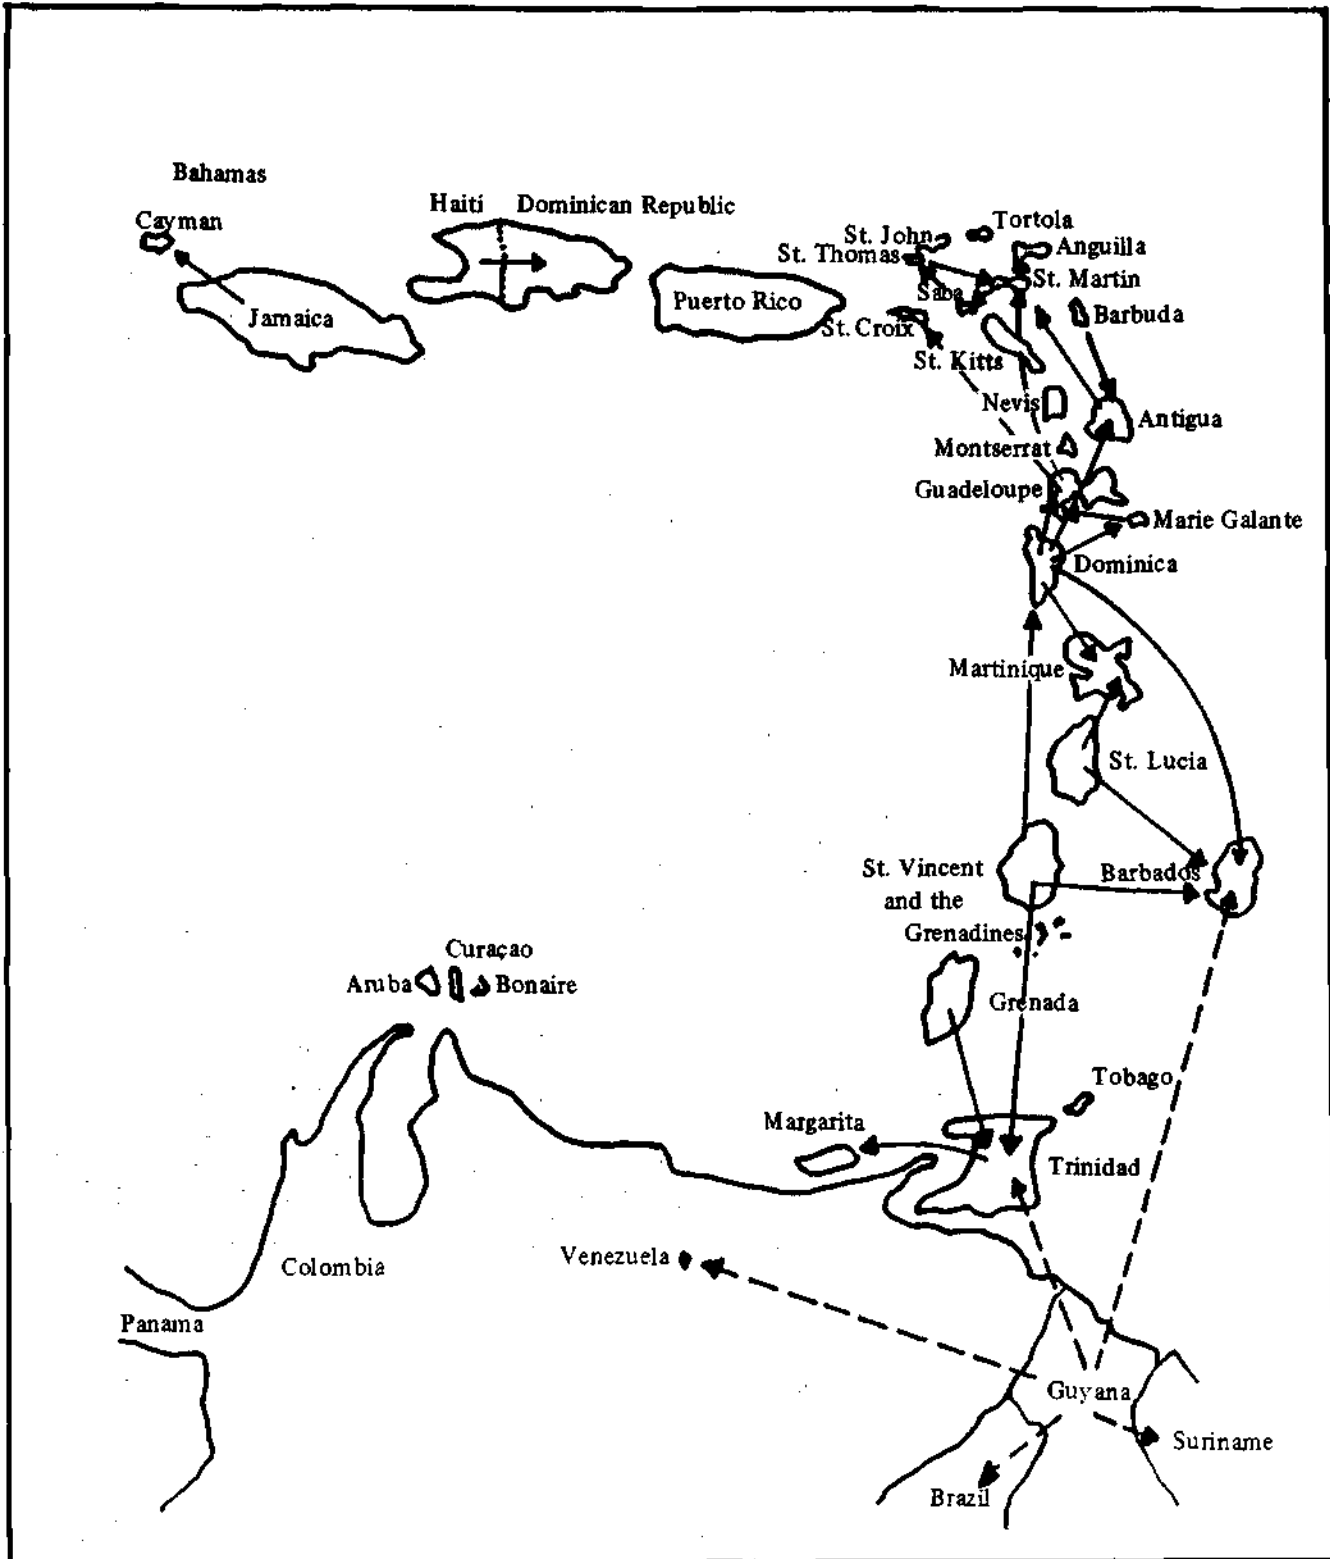 Bahamas
Cayman
Jamaica
Haití Dominican Republic
Puerto Rico
Tortola
St. John
St. Thomas
Anguilla
Saba
St. Martin
St. Croix
Barbuda
St. Kitts
Nevis
Antigua
Montserrat
Guadeloupe
Marie Galante
Dominica
Martinique
St. Lucia
St. Vincent
and the
Grenadines
Barbados
Curaçao
Aruba
Bonaire
Grenada
Tobago
Margarita
Trinidad
Colombia
Venezuela
Panama
Guyana
Suriname
Brazil